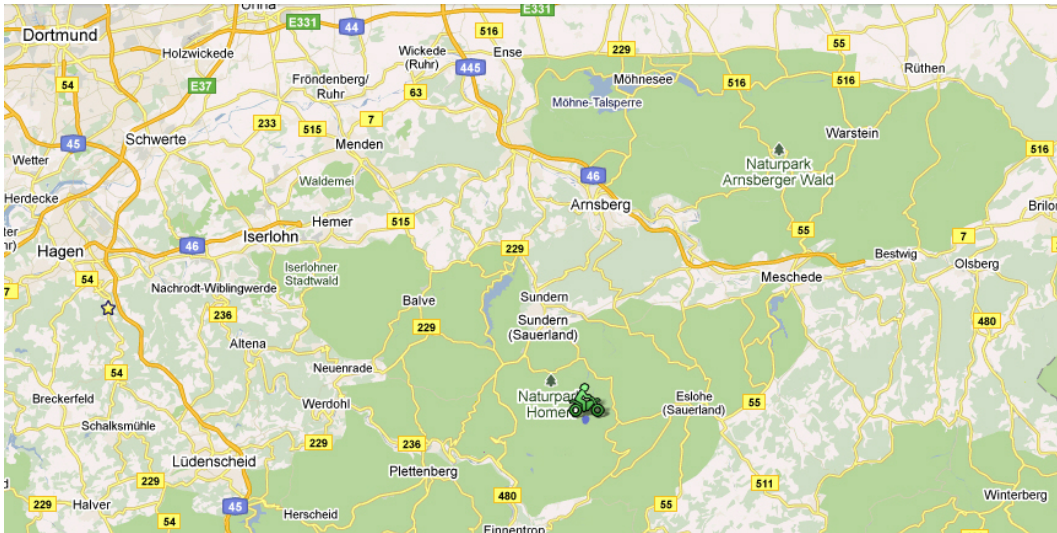 Unna
E331
E331
44
Dortmund
Holzwickede
516
Wickede
(Ruhr)
Ense
229
55
445
Rüthen
54
E37
Fröndenberg/
Ruhr
63
Möhnesee
516
516
Möhne-Talsperre
45
Schwerte
233
515
7
Menden
Warstein
516
Wetter
Waldemei
46
Naturpark
Arnsberger Wald
Herdecke
Arnsberg
Hemer
515
55
7
Hagen
46
Iserlohn
229
Bestwig
Olsberg
Iserlohner
Stadtwald
54
7
Nachrodt-Wiblingwerde
Meschede
Balve
Sundern
236
229
Sundern
(Sauerland)
480
Altena
54
Neuenrade
Breckerfeld
Werdohl
Eslohe
(Sauerland)
55
Schalksmühle
229
236
Lüdenscheid
Plettenberg
229
511
229
Halver
45
480
55
Winterberg
54
Herscheid
Finnentrop
54